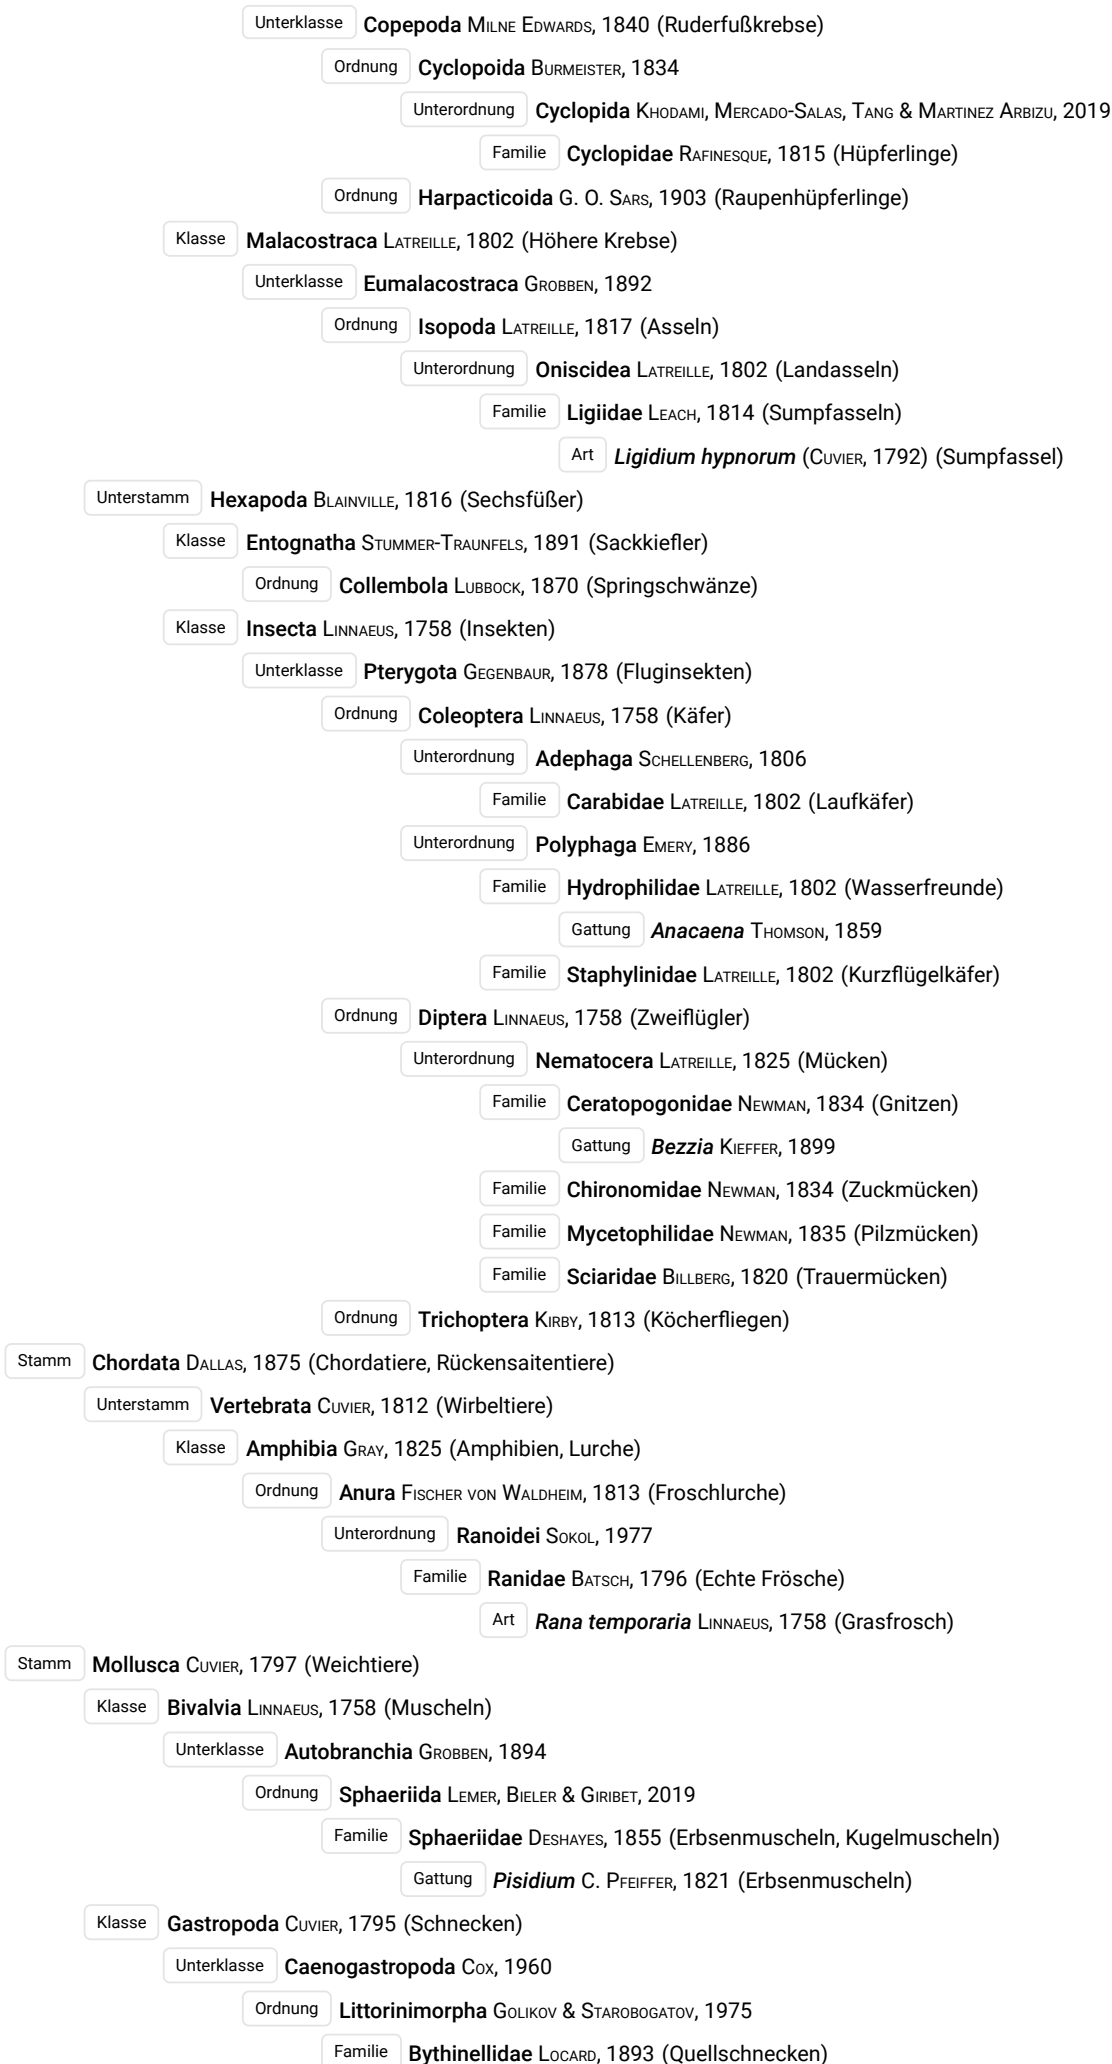 Unterklasse Copepoda Milne Edwards, 1840 (Ruderfußkrebse)
Ordnung Cyclopoida Burmeister, 1834
Unterordnung Cyclopida Khodami, Mercado-Salas, Tang & Martinez Arbizu, 2019
Familie Cyclopidae Rafinesque, 1815 (Hüpferlinge)
Ordnung Harpacticoida G. O. Sars, 1903 (Raupenhüpferlinge)
Klasse Malacostraca Latreille, 1802 (Höhere Krebse)
Unterklasse Eumalacostraca Grobben, 1892
Ordnung Isopoda Latreille, 1817 (Asseln)
Unterordnung Oniscidea Latreille, 1802 (Landasseln)
Familie Ligiidae Leach, 1814 (Sumpfasseln)
Art Ligidium hypnorum (Cuvier, 1792) (Sumpfassel)
Unterstamm Hexapoda Blainville, 1816 (Sechsfüßer)
Klasse Entognatha Stummer-Traunfels, 1891 (Sackkiefler)
Ordnung Collembola Lubbock, 1870 (Springschwänze)
Klasse Insecta Linnaeus, 1758 (Insekten)
Unterklasse Pterygota Gegenbaur, 1878 (Fluginsekten)
Ordnung Coleoptera Linnaeus, 1758 (Käfer)
Unterordnung Adephaga Schellenberg, 1806
Familie Carabidae Latreille, 1802 (Laufkäfer)
Unterordnung Polyphaga Emery, 1886
Familie Hydrophilidae Latreille, 1802 (Wasserfreunde)
Gattung Anacaena Thomson, 1859
Familie Staphylinidae Latreille, 1802 (Kurzflügelkäfer)
Ordnung Diptera Linnaeus, 1758 (Zweiflügler)
Unterordnung Nematocera Latreille, 1825 (Mücken)
Familie Ceratopogonidae Newman, 1834 (Gnitzen)
Gattung Bezzia Kieffer, 1899
Familie Chironomidae Newman, 1834 (Zuckmücken)
Familie Mycetophilidae Newman, 1835 (Pilzmücken)
Familie Sciaridae Billberg, 1820 (Trauermücken)
Ordnung Trichoptera Kirby, 1813 (Köcherfliegen)
Stamm Chordata Dallas, 1875 (Chordatiere, Rückensaitentiere)
Unterstamm Vertebrata Cuvier, 1812 (Wirbeltiere)
Klasse Amphibia Gray, 1825 (Amphibien, Lurche)
Ordnung Anura Fischer von Waldheim, 1813 (Froschlurche)
Unterordnung Ranoidei Sokol, 1977
Familie Ranidae Batsch, 1796 (Echte Frösche)
Art Rana temporaria Linnaeus, 1758 (Grasfrosch)
Stamm Mollusca Cuvier, 1797 (Weichtiere)
Klasse Bivalvia Linnaeus, 1758 (Muscheln)
Unterklasse Autobranchia Grobben, 1894
Ordnung Sphaeriida Lemer, Bieler & Giribet, 2019
Familie Sphaeriidae Deshayes, 1855 (Erbsenmuscheln, Kugelmuscheln)
Gattung Pisidium C. Pfeiffer, 1821 (Erbsenmuscheln)
Klasse Gastropoda Cuvier, 1795 (Schnecken)
Unterklasse Caenogastropoda Cox, 1960
Ordnung Littorinimorpha Golikov & Starobogatov, 1975
Familie Bythinellidae Locard, 1893 (Quellschnecken)